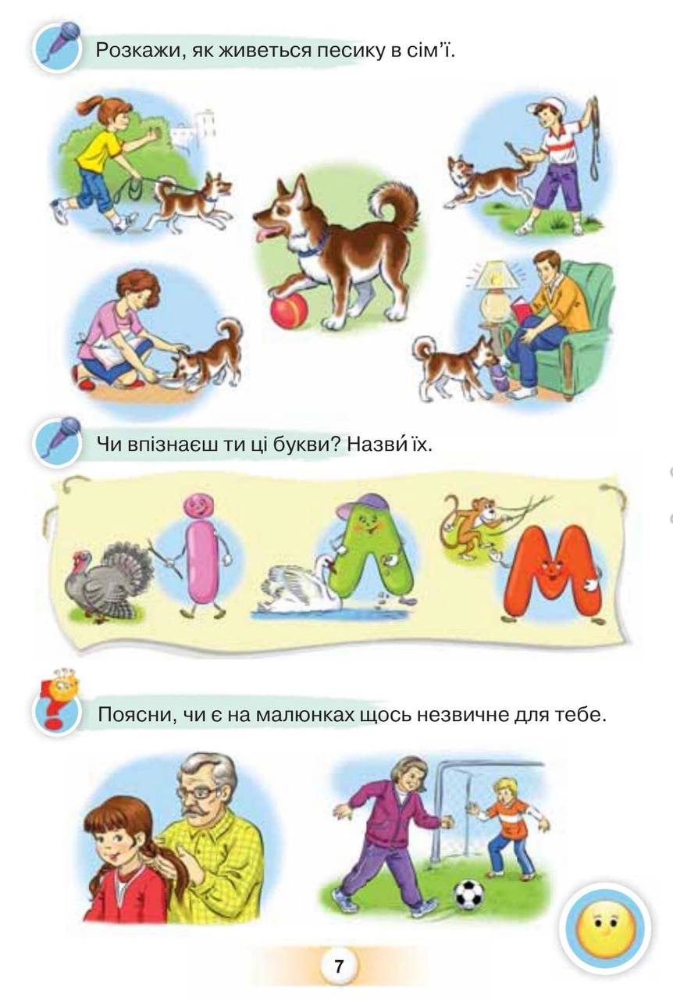 Розкажи, як живеться песику в сім’ї.
Чи впізнаєш ти ці букви? Назви́ їх.
і Л М
Поясни, чи є на малюнках щось незвичне для тебе.
7